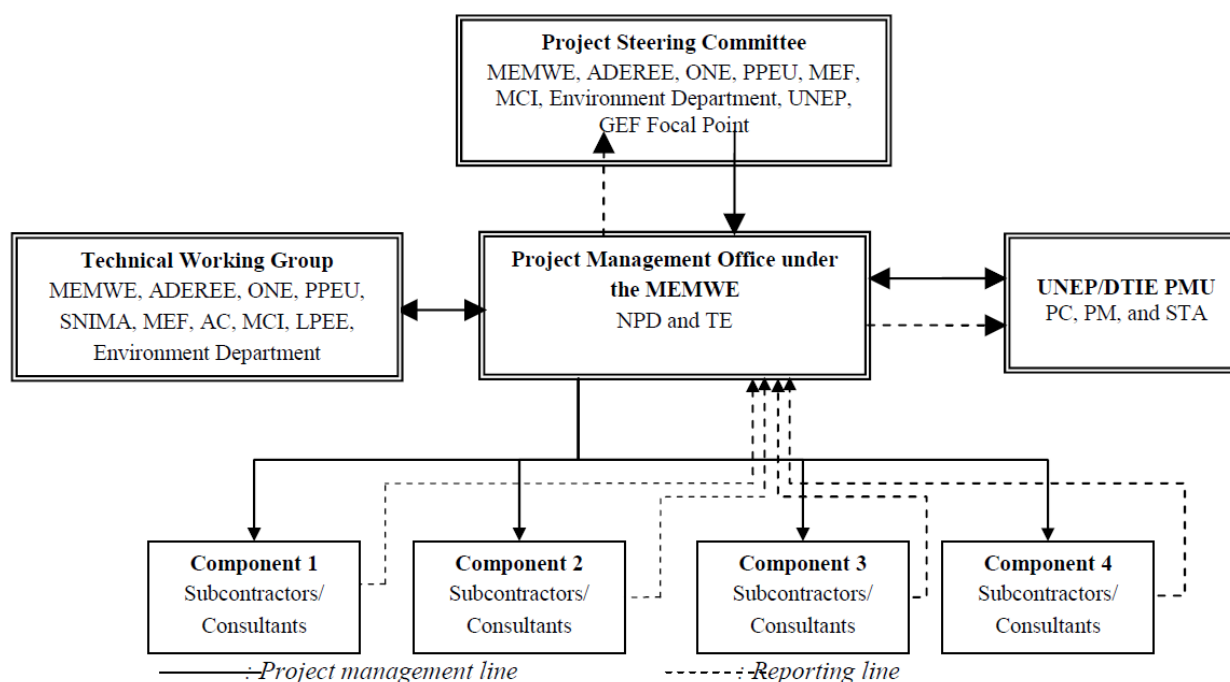 Project Steering Committee
MEMWE, ADEREE, ONE, PPEU, MEF,
MCI, Environment Department, UNEP,
GEF Focal Point
Technical Working Group
MEMWE, ADEREE, ONE, PPEU,
SNIMA, MEF, AC, MCI, LPEE,
Environment Department
Project Management Office under
the MEMWE
NPD and TE
UNEP/DTIE PMU
PC, PM, and STA
Component 1
Subcontractors/
Consultants
Component 2
Subcontractors/
Consultants
Component 3
Subcontractors/
Consultants
Component 4
Subcontractors/
Consultants
: Project management line
: Reporting line